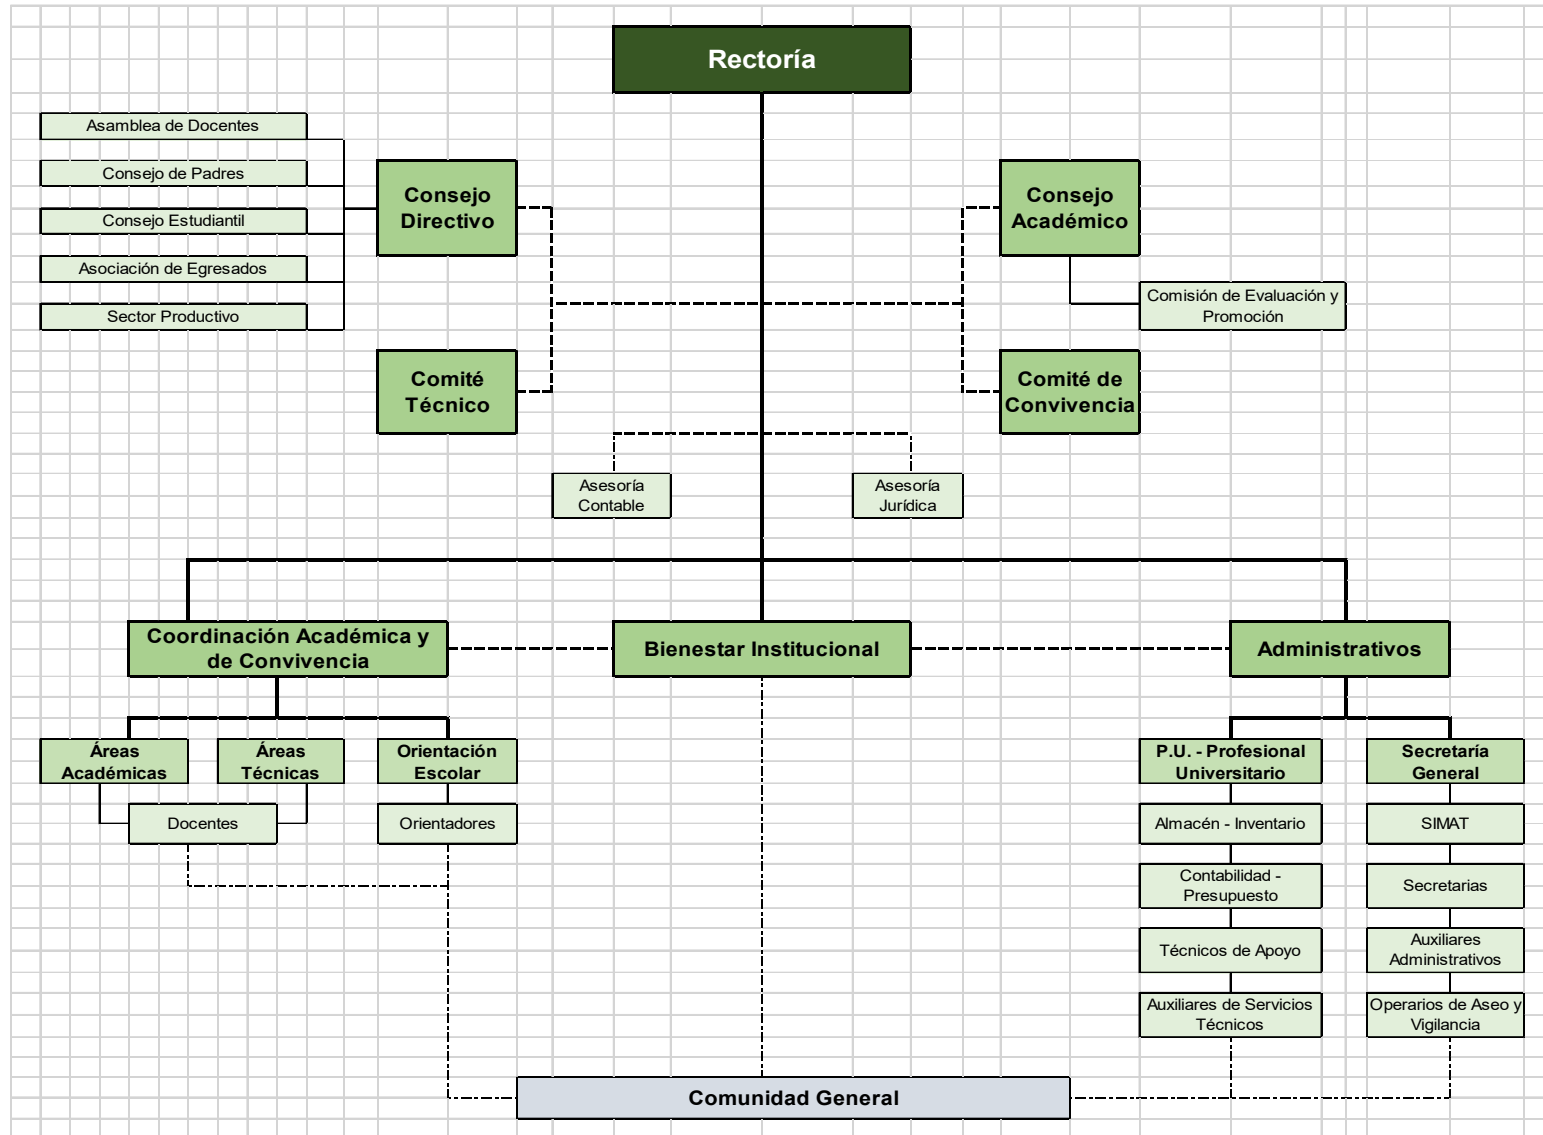 Rectoría
Asamblea de Docentes
Consejo de Padres
Consejo Estudiantil
Asociación de Egresados
Sector Productivo
Consejo
Directivo
Consejo
Académico
Comisión de Evaluación y
Promoción
Comité
Técnico
Comité de
Convivencia
Asesoría
Contable
Asesoría
Jurídica
Coordinación Académica y
de Convivencia
Bienestar Institucional
Administrativos
Áreas
Académicas
Áreas
Técnicas
Orientación
Escolar
Docentes
Orientadores
P.U. - Profesional
Universitario
Almacén - Inventario
Contabilidad -
Presupuesto
Técnicos de Apoyo
Auxiliares de Servicios
Técnicos
Secretaría
General
SIMAT
Secretarias
Auxiliares
Administrativos
Operarios de Aseo y
Vigilancia
Comunidad General